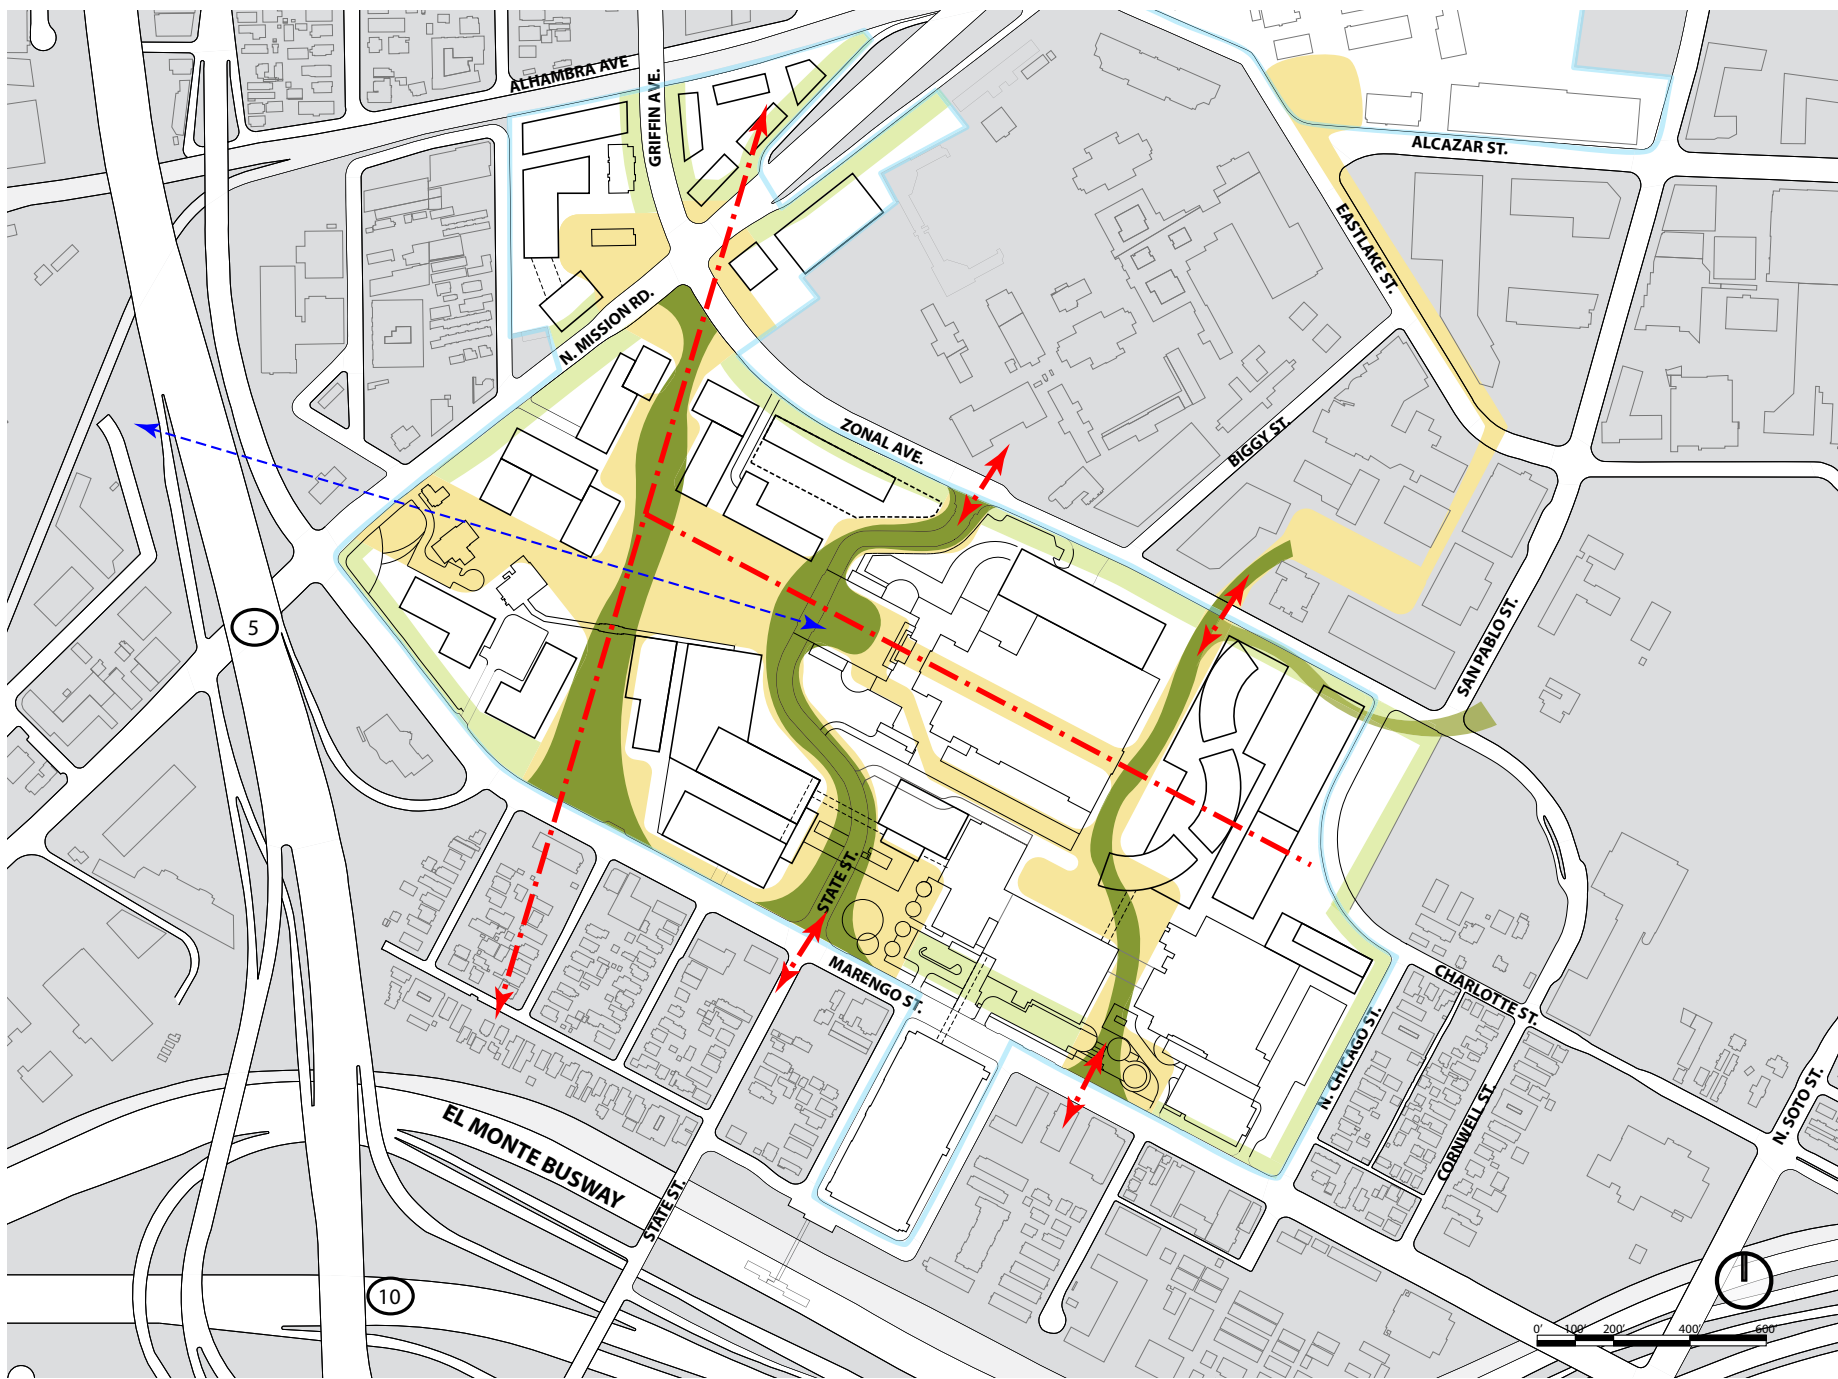 ALHAMBRA AVE
GRIFFIN AVE.
ALCAZAR ST.
EASTLAKE ST.
N. MISSION RD.
ZONAL AVE.
BIGGY ST.
SAN PABLO ST.
5
STATE ST.
MARENGO ST.
CHARLOTTE ST.
N. CHICAGO ST.
CORNWELL ST.
N. SOTO ST.
EL MONTE BUSWAY
STATE ST.
10
0' 100' 200' 400' 600'